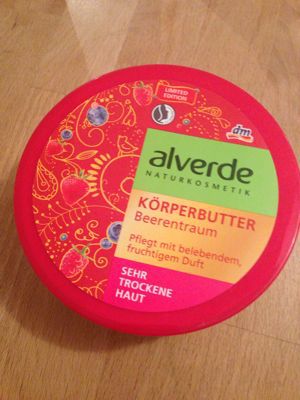 LIMITED
EDITION
dm
alverde
NATURKOSMETIK
KÖRPERBUTTER
Beerentraum
Pflegt mit belebendem,
fruchtigem Duft
SEHR
TROCKENE
HAUT